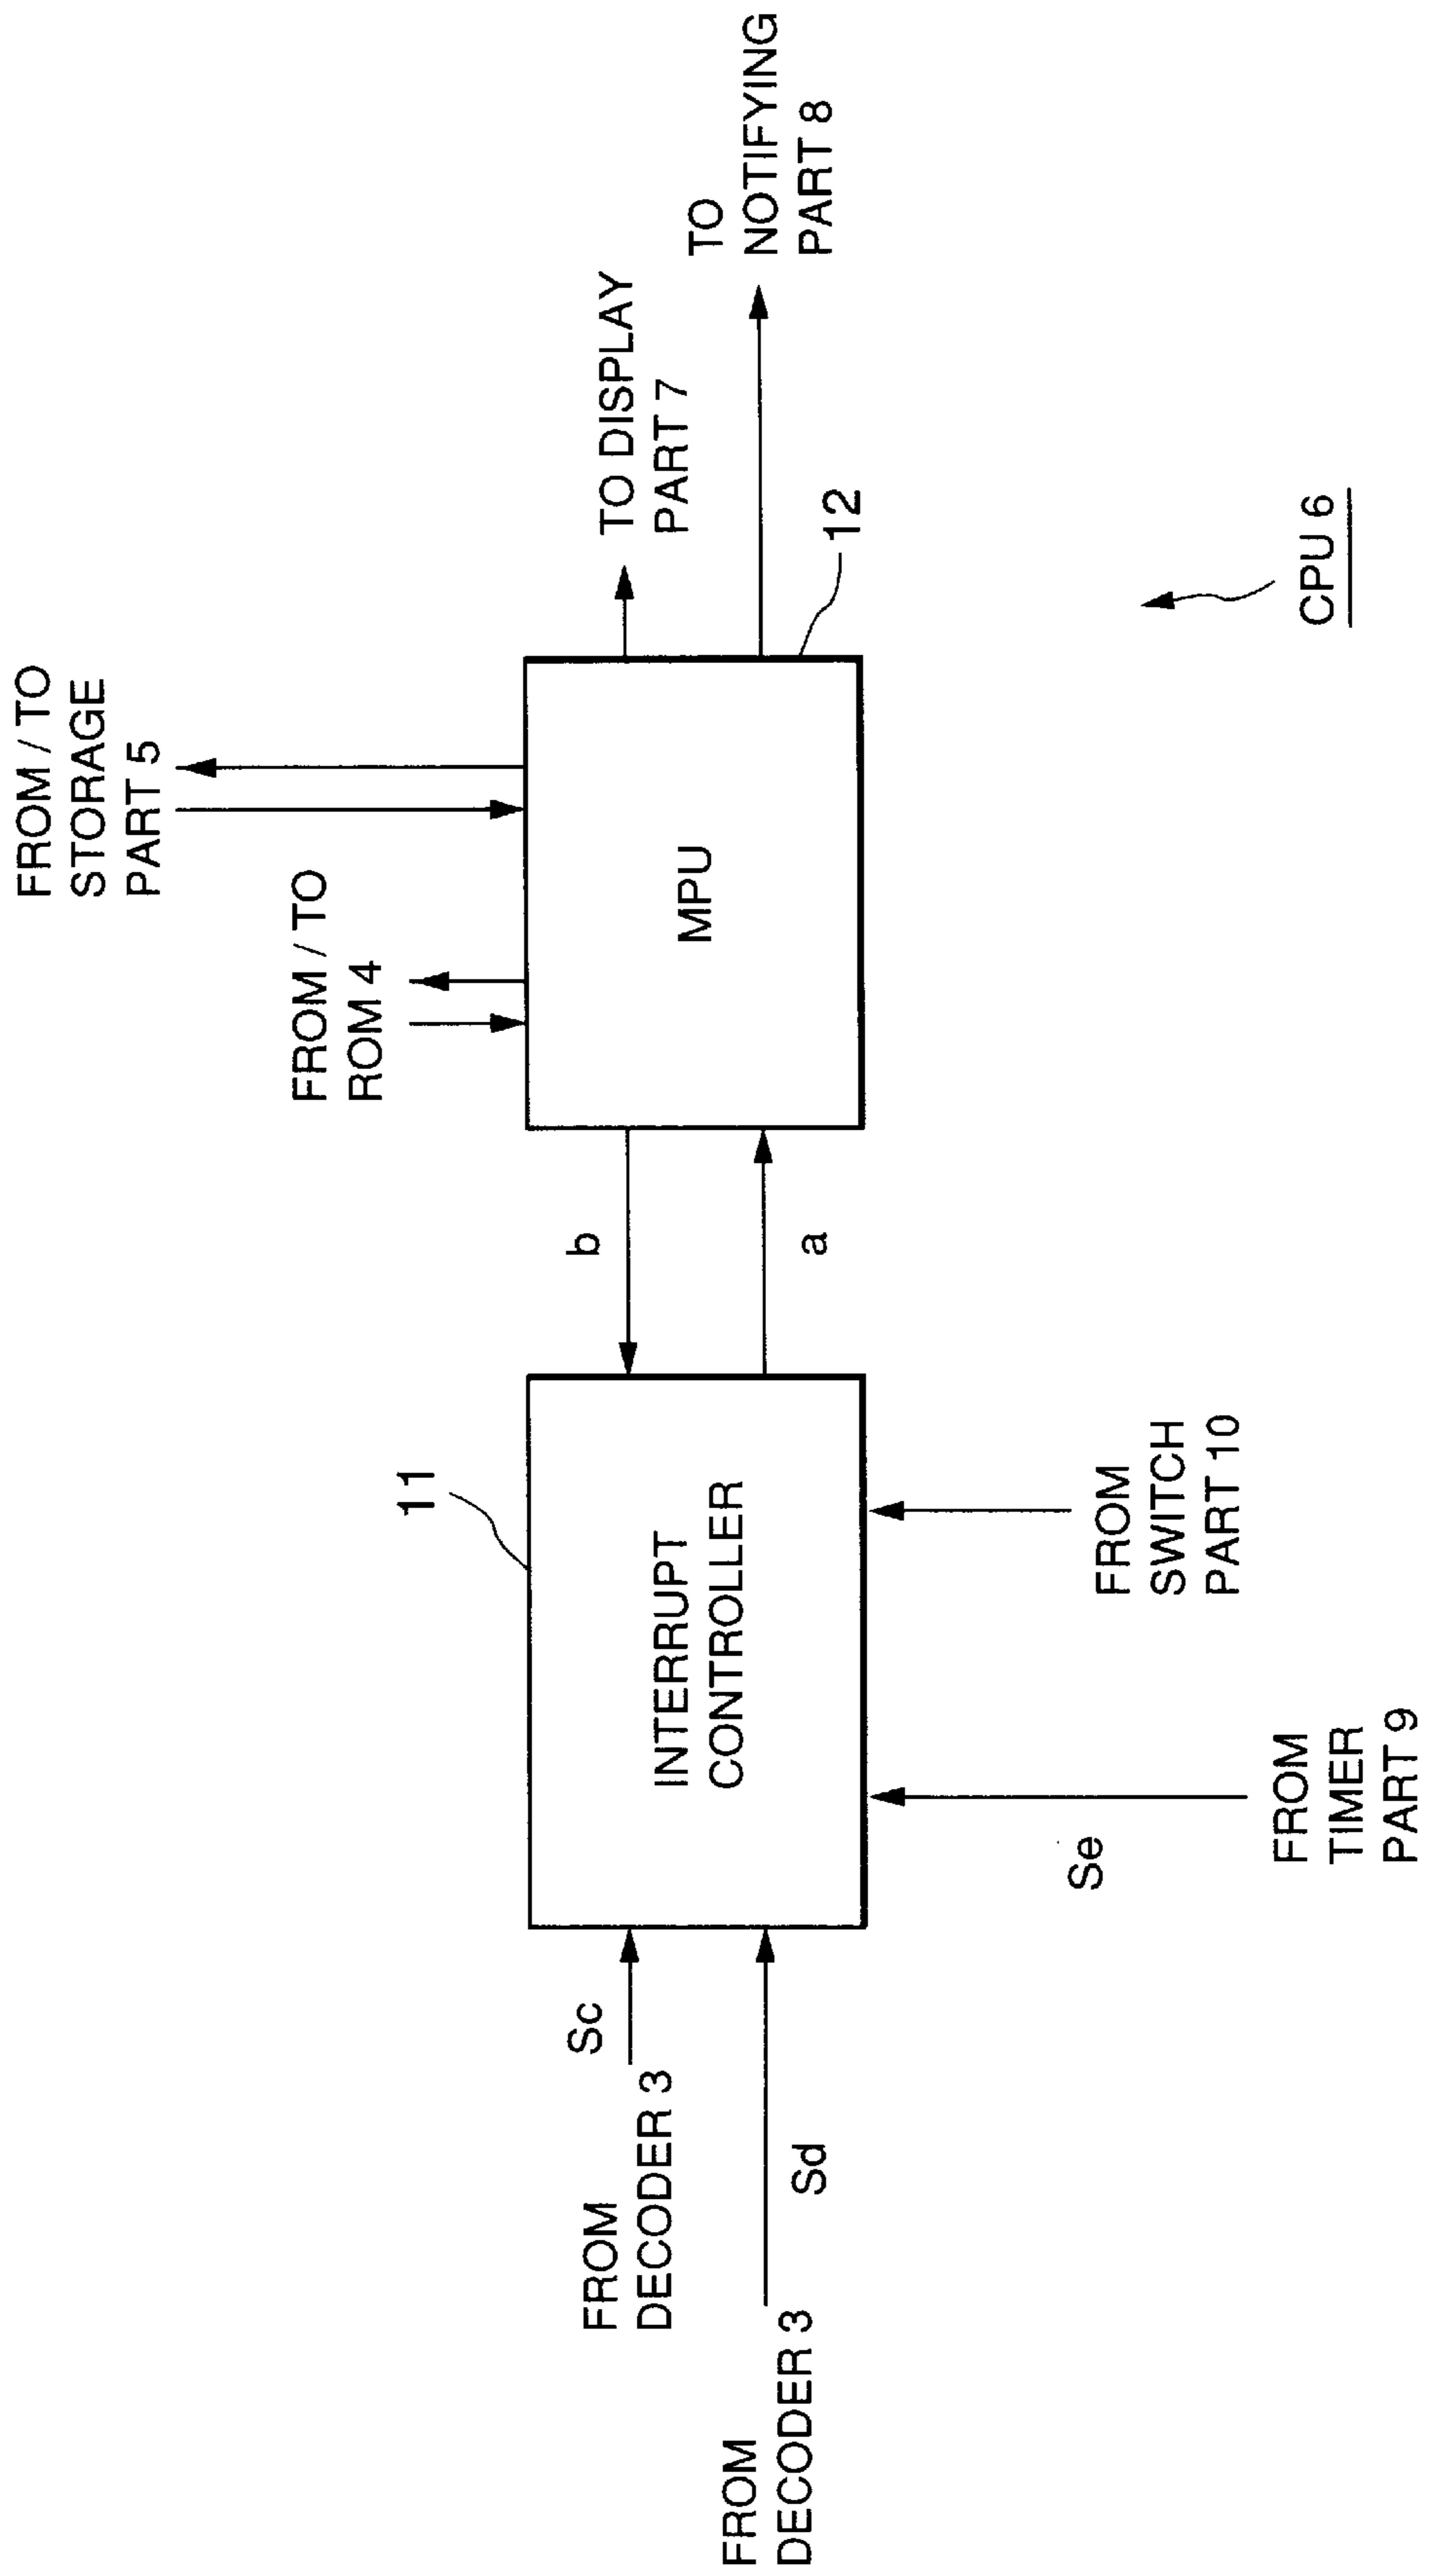 FROM / TO
STORAGE
PART 5
FROM / TO
ROM 4
TO DISPLAY
PART 7
TO
NOTIFYING
PART 8
11
b
Sc
FROM
DECODER 3
INTERRUPT
CONTROLLER
MPU
a
12
Sd
FROM
DECODER 3
Se
FROM
SWITCH
PART 10
FROM
TIMER
PART 9
CPU 6